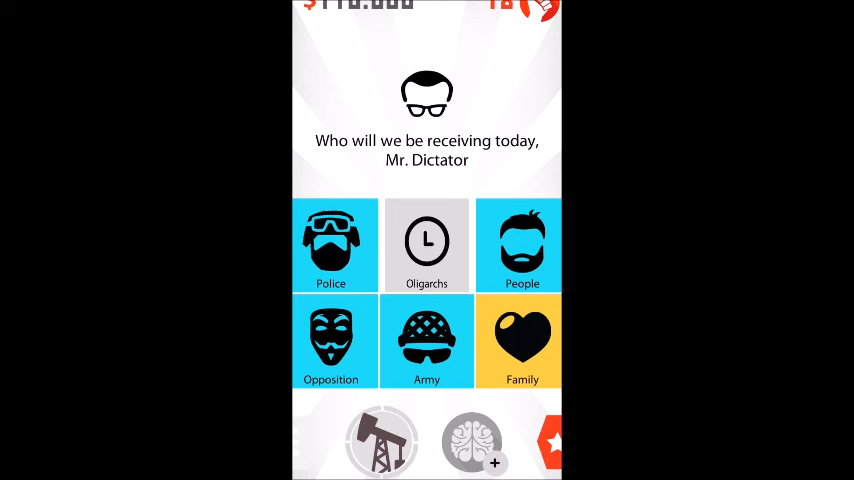 Who will we be receiving today,
Mr. Dictator
Police
Oligarchs
People
Opposition
Army
Family
+